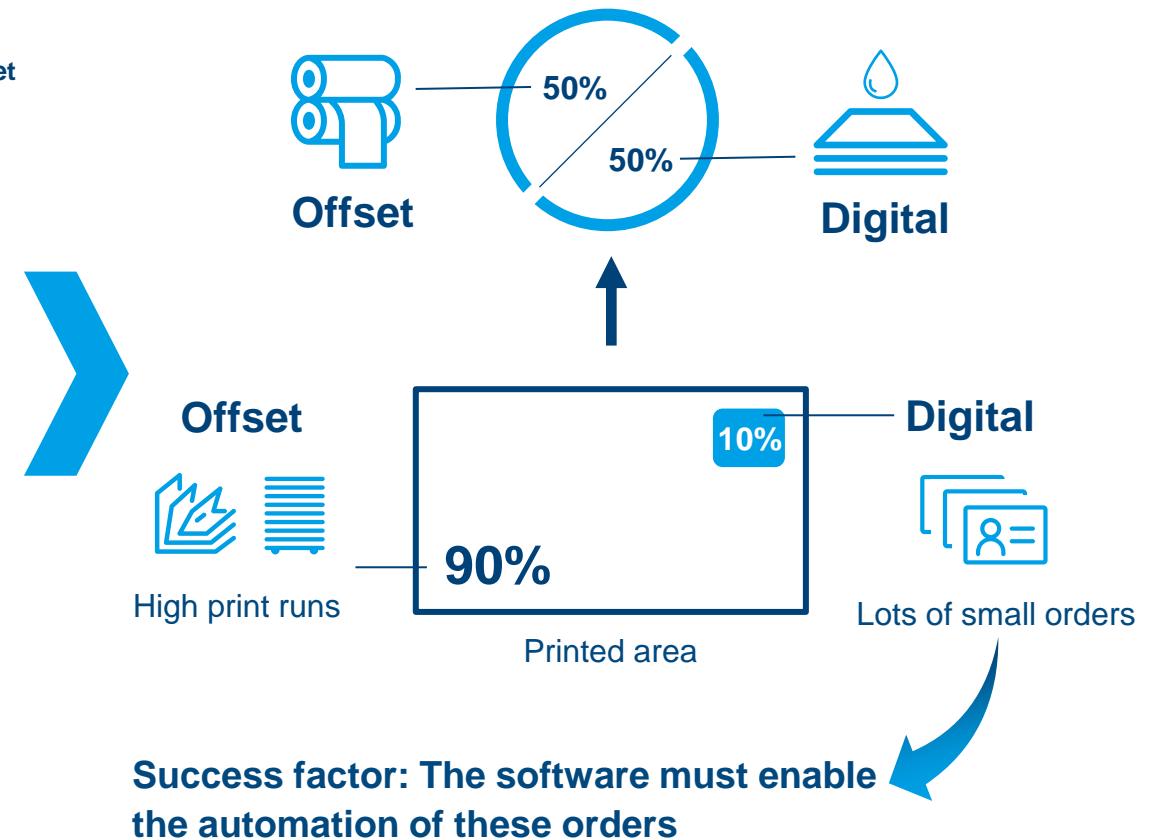 50%
50%
Offset
Digital
Offset
Digital
10%
90%
High print runs
Lots of small orders
Printed area
Success factor: The software must enable
the automation of these orders